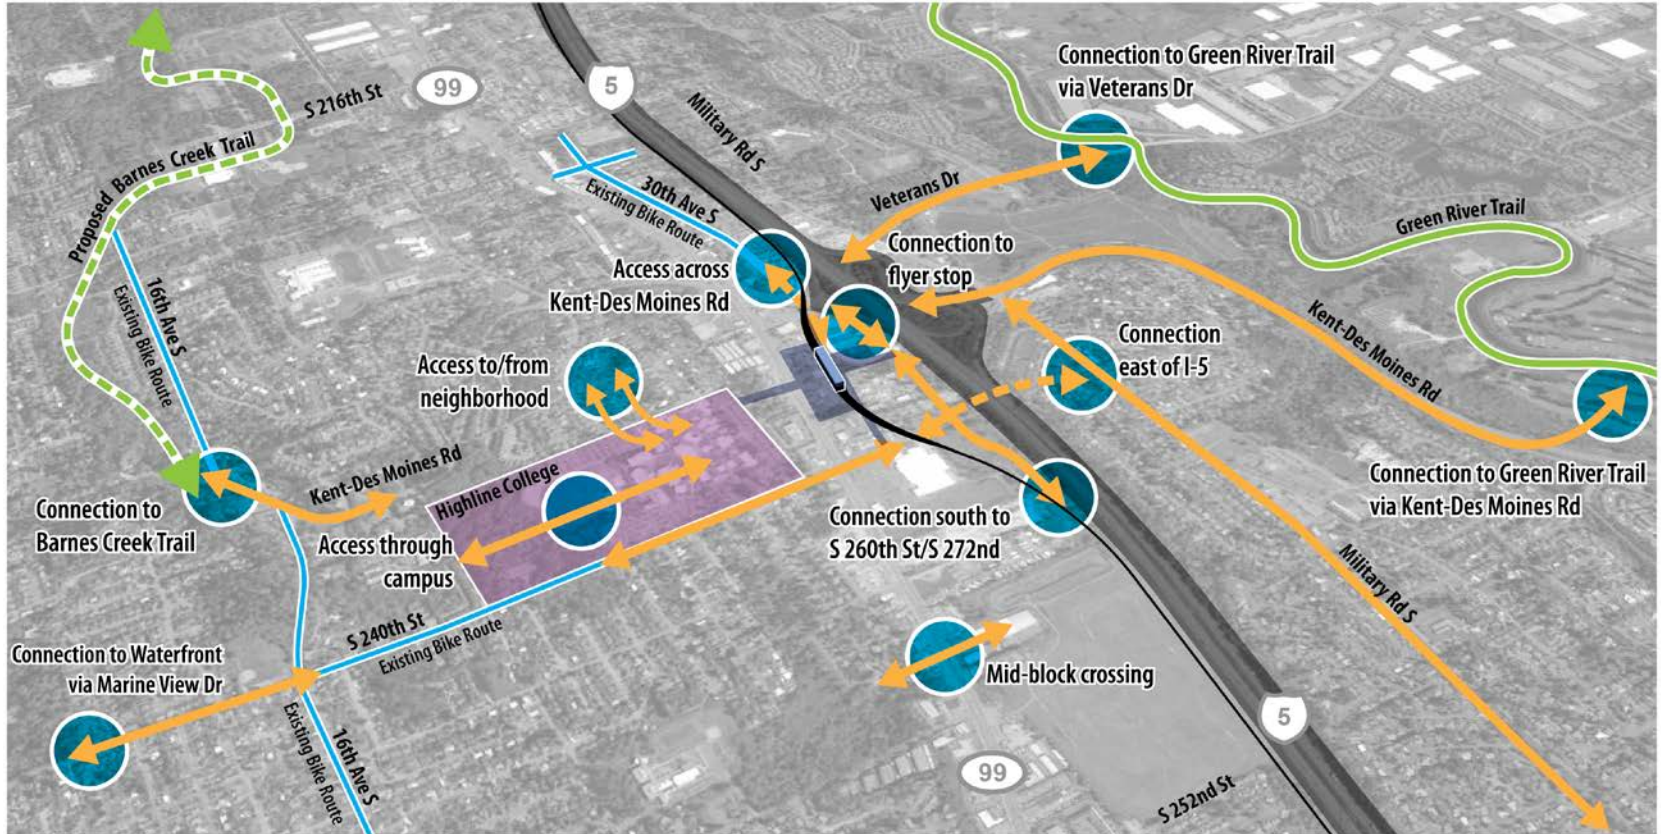 S 216th St
99
5
Military Rd S
Connection to Green River Trail
via Veterans Dr
Proposed Barnes Creek Trail
30th Ave S
Existing Bike Route
Veterans Dr
Green River Trail
Connection to
flyer stop
Access across
Kent-Des Moines Rd
16th Ave S
Existing Bike Route
Kent-Des Moines Rd
Connection
east of I-5
Access to/from
neighborhood
Kent-Des Moines Rd
Highline College
Connection to Green River Trail
via Kent-Des Moines Rd
Connection to
Barnes Creek Trail
Access through
campus
Connection south to
S 260th St/S 272nd
Military Rd S
S 240th St
Existing Bike Route
Connection to Waterfront
via Marine View Dr
Mid-block crossing
Existing Bike Route
16th Ave S
5
99
S 252nd St